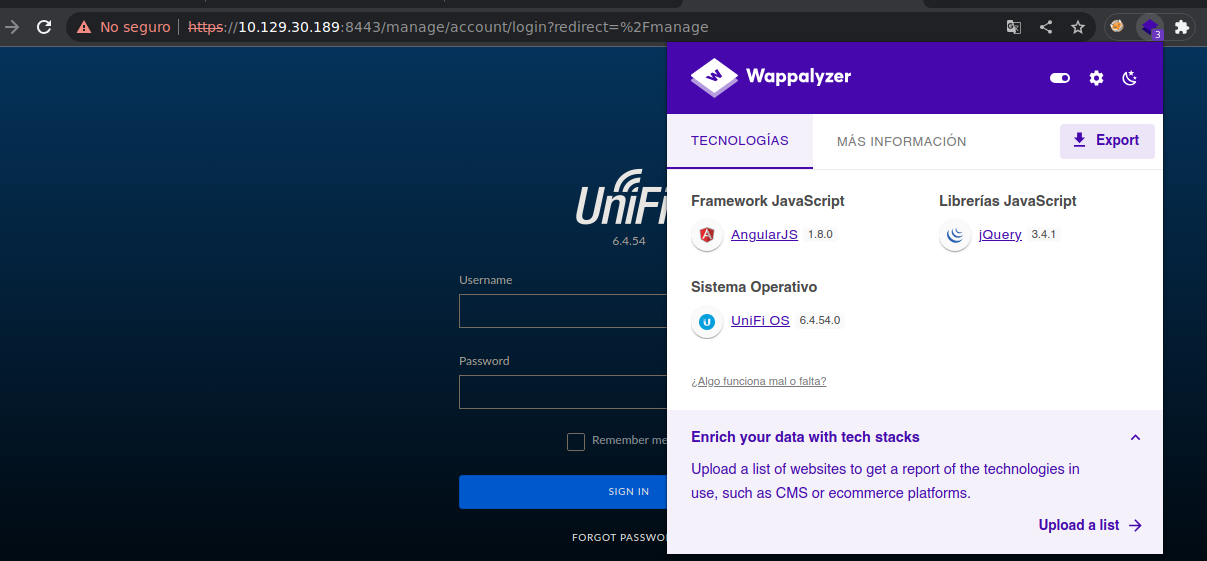 No seguro https://10.129.30.189:8443/manage/account/login?redirect=%2Fmanage
3
Wappalyzer
TECNOLOGÍAS
MÁS INFORMACIÓN
Export
Framework JavaScript
Librerías JavaScript
AngularJS 1.8.0
jQuery 3.4.1
Sistema Operativo
UniFi OS 6.4.54.0
¿Algo funciona mal o falta?
Enrich your data with tech stacks
Upload a list of websites to get a report of the technologies in
use, such as CMS or ecommerce platforms.
Upload a list
UniFi
6.4.54
Username
Password
Remember me
SIGN IN
FORGOT PASSWO